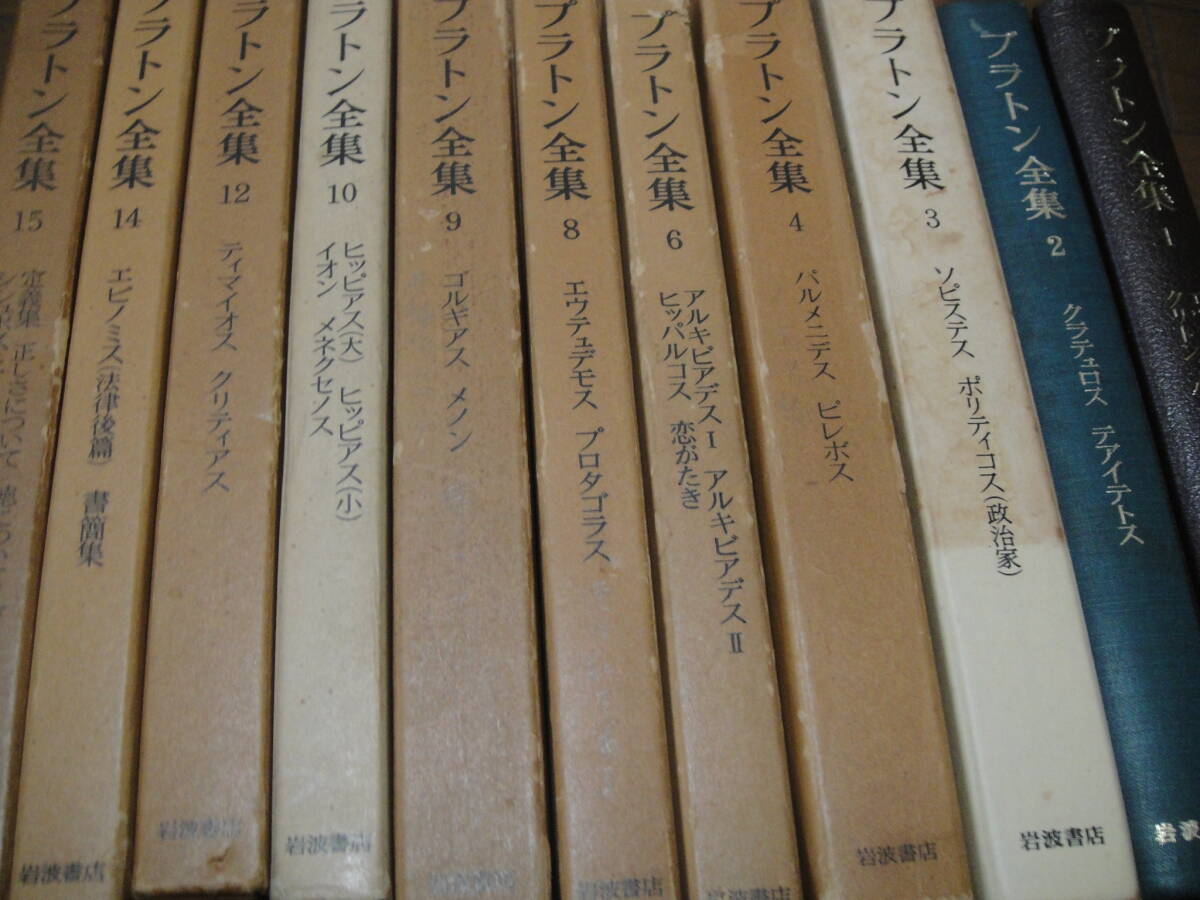 プラトン全集
1
プラトン全集
2
クラテュロス テアイテトス
岩波
プラトン全集
3
ソピステス ポリティコス(政治家)
岩波書店
プラトン全集
4
パルメニデス ピレボス
岩波書店
プラトン全集
6
アルキビアデスⅠ アルキビアデスⅡ
ヒッパルコス 恋がたき
岩波書店
プラトン全集
8
エウテュデモス プロタゴラス
岩波書店
プラトン全集
9
ゴルギアス メノン
岩波書店
ラトン全集
10
ヒッピアス(大) ヒッピアス(小)
イオン メネクセノス
岩波書店
ラトン全集
12
ティマイオス クリティアス
岩波書店
ラトン全集
14
エピノミス(法律後篇) 書簡集
岩波書店
ラトン全集
15
定義集 正しさについて 徳について